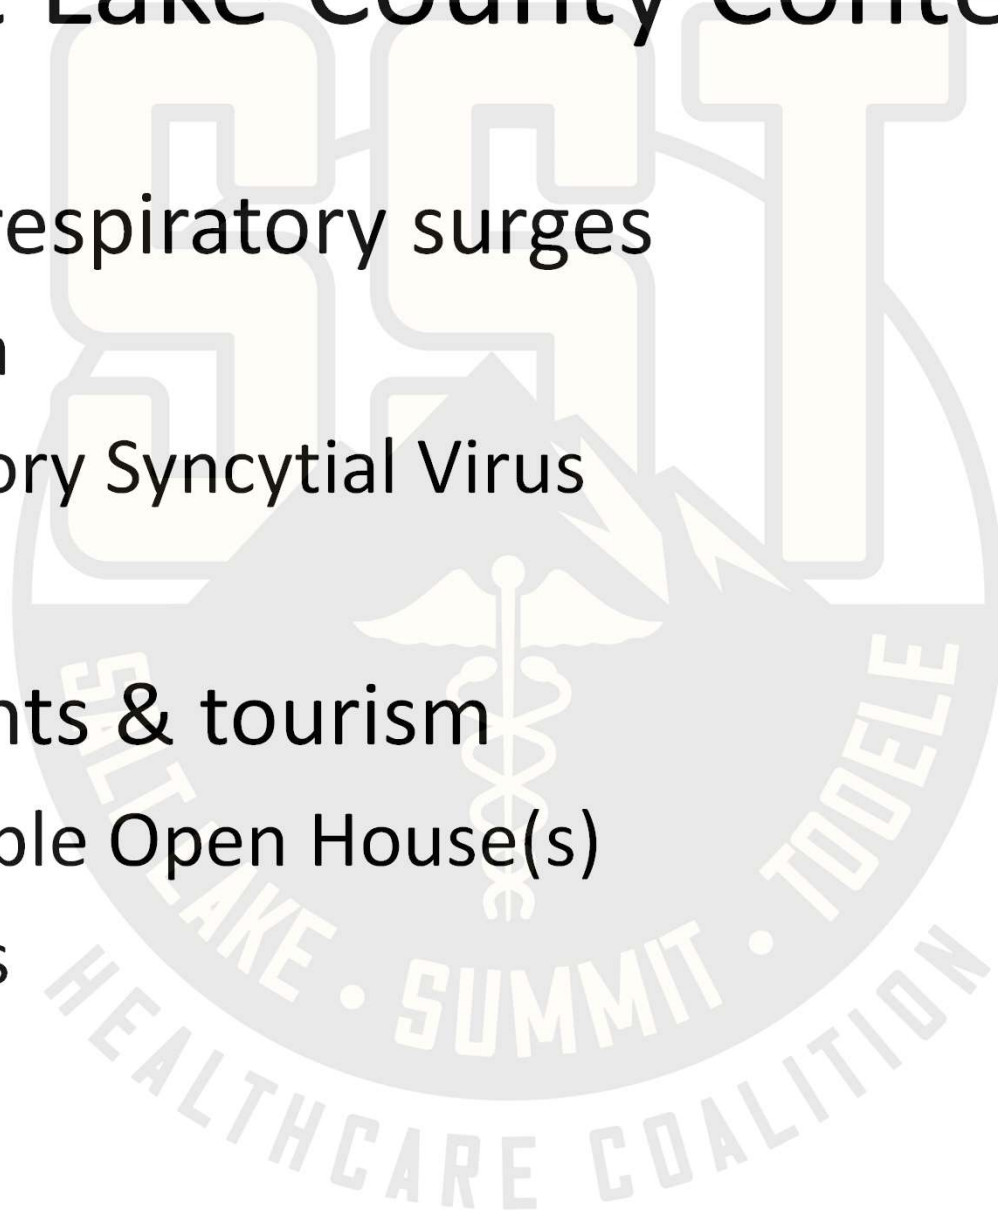 Lake County Conte
respiratory surges
ory Syncytial Virus
nts & tourism
ple Open House(s)
s
SST
SALT LAKE • SUMMIT • TOOELE
HEALTHCARE COALITION